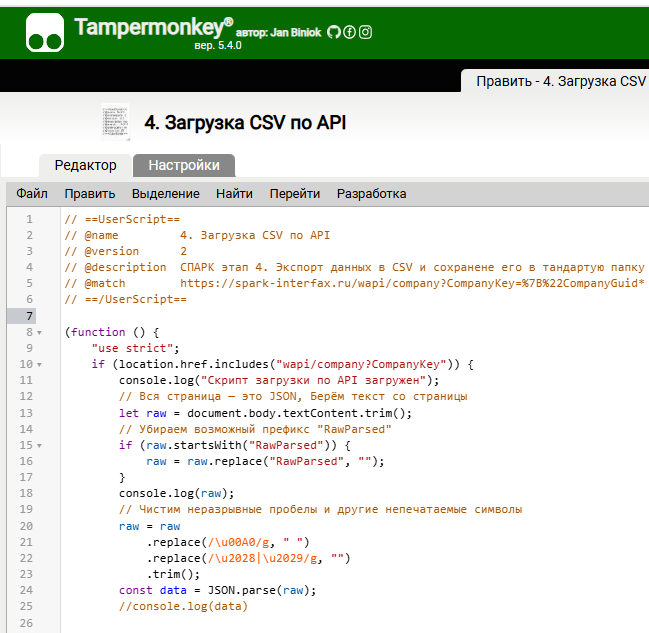 Tampermonkey® автор: Jan Biniok
вер. 5.4.0
Править - 4. Загрузка CSV
4. Загрузка CSV по API
Редактор Настройки
Файл Править Выделение Найти Перейти Разработка
1 // ==UserScript==
2 // @name 4. Загрузка CSV по API
3 // @version 2
4 // @description СПАРК этап 4. Экспорт данных в CSV и сохранене его в тандартую папку
5 // @match https://spark-interfax.ru/wapi/company?CompanyKey=%7B%22CompanyGuid*
6 // ==/UserScript==
7
8 (function () {
9 "use strict";
10 if (location.href.includes("wapi/company?CompanyKey")) {
11 console.log("Скрипт загрузки по API загружен");
12 // Вся страница — это JSON, Берём текст со страницы
13 let raw = document.body.textContent.trim();
14 // Убираем возможный префикс "RawParsed"
15 if (raw.startsWith("RawParsed")) {
16 raw = raw.replace("RawParsed", "");
17 }
18 console.log(raw);
19 // Чистим неразрывные пробелы и другие непечатаемые символы
20 raw = raw
21 .replace(/\u00A0/g, " ")
22 .replace(/\u2028|\u2029/g, "")
23 .trim();
24 const data = JSON.parse(raw);
25 //console.log(data)
26